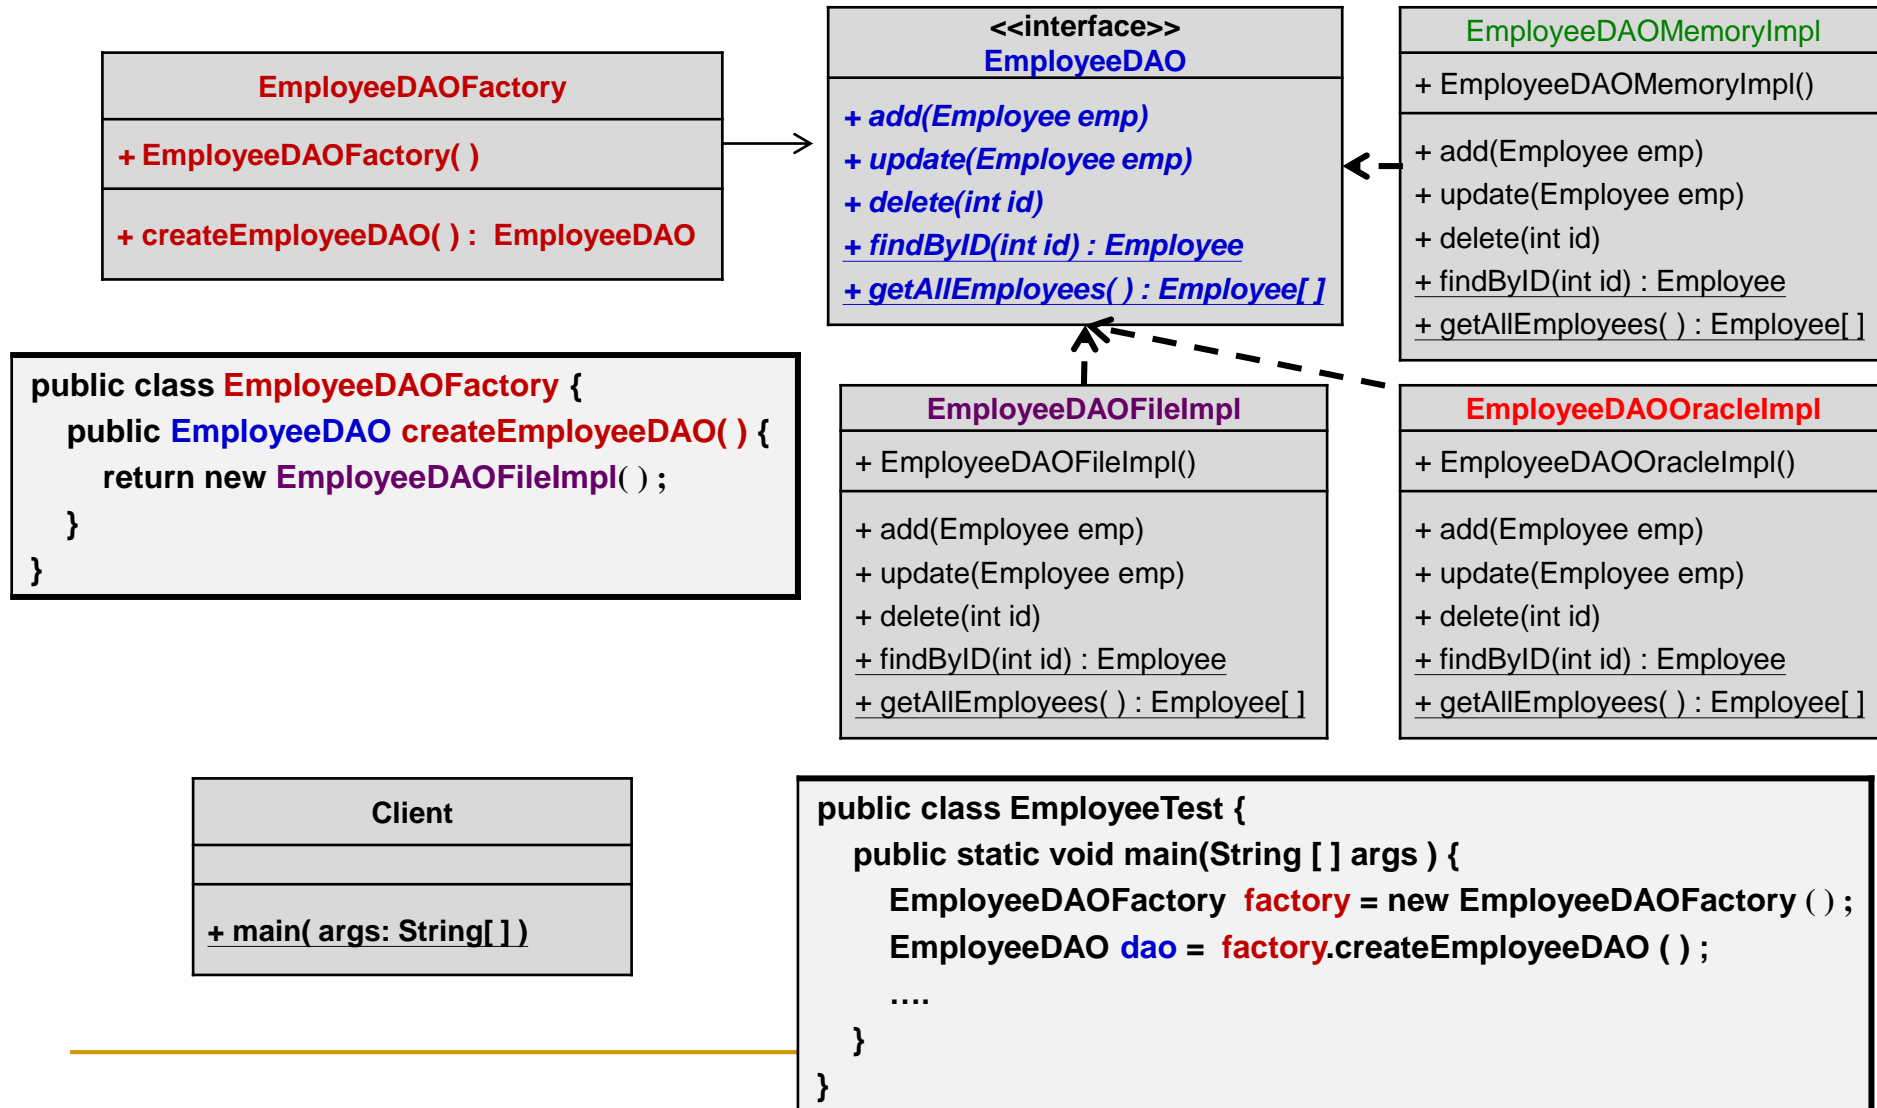 EmployeeDAOFactory
+ EmployeeDAOFactory( )
+ createEmployeeDAO( ) :  EmployeeDAO
<<interface>>
EmployeeDAO
+ add(Employee emp)
+ update(Employee emp)
+ delete(int id)
+ findByID(int id) : Employee
+ getAllEmployees( ) : Employee[ ]
EmployeeDAOMemoryImpl
+ EmployeeDAOMemoryImpl()
+ add(Employee emp)
+ update(Employee emp)
+ delete(int id)
+ findByID(int id) : Employee
+ getAllEmployees( ) : Employee[ ]
public class EmployeeDAOFactory {
public EmployeeDAO createEmployeeDAO( ) {
return new EmployeeDAOFileImpl( ) ;
}
}
EmployeeDAOFileImpl
+ EmployeeDAOFileImpl()
+ add(Employee emp)
+ update(Employee emp)
+ delete(int id)
+ findByID(int id) : Employee
+ getAllEmployees( ) : Employee[ ]
EmployeeDAOOracleImpl
+ EmployeeDAOOracleImpl()
+ add(Employee emp)
+ update(Employee emp)
+ delete(int id)
+ findByID(int id) : Employee
+ getAllEmployees( ) : Employee[ ]
Client
+ main( args: String[ ] )
public class EmployeeTest {
public static void main(String [ ] args ) {
EmployeeDAOFactory  factory = new EmployeeDAOFactory ( ) ;
EmployeeDAO dao =  factory.createEmployeeDAO ( ) ;
….
}
}